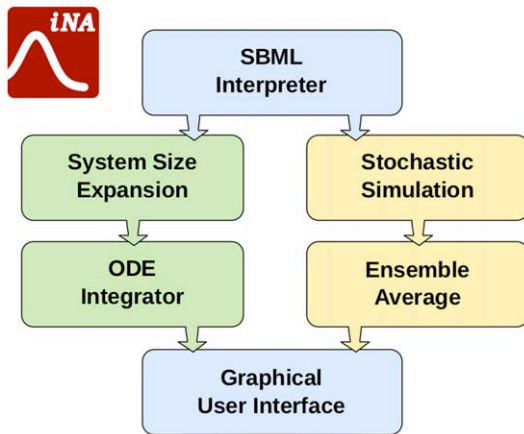 iNA
SBML
Interpreter
System Size
Expansion
Stochastic
Simulation
ODE
Integrator
Ensemble
Average
Graphical
User Interface